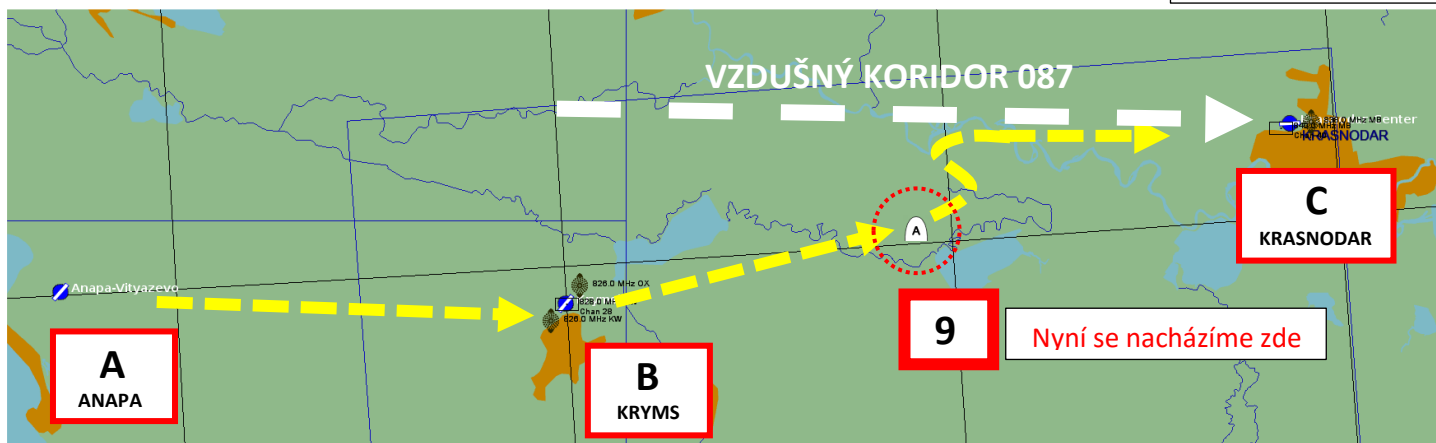 VZDUŠNÝ KORIDOR 087
enter
KRASNODAR
C
KRASNODAR
A
Anapa-Vityazevo
826.0 MHz OX
Chan 28
826.0 MHz KW
9
Nyní se nacházíme zde
A
ANAPA
B
KRYMS